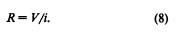 R = V/i. (8)